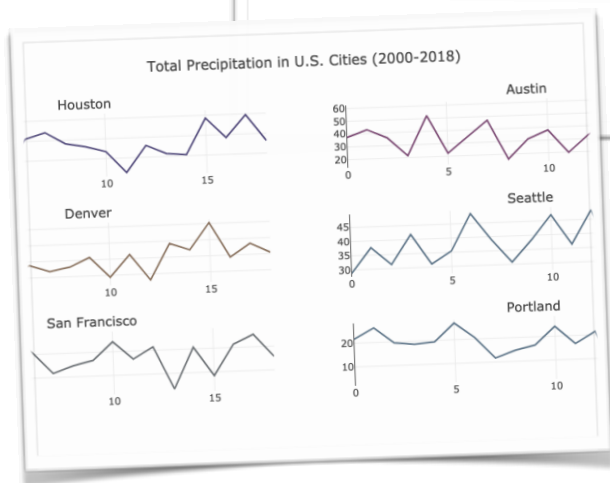 Total Precipitation in U.S. Cities (2000-2018)
Houston
10 15
Austin
60
50
40
30
20
0 5 10
Denver
10 15
Seattle
45
40
35
30
0 5 10
San Francisco
10 15
Portland
20
10
0 5 10